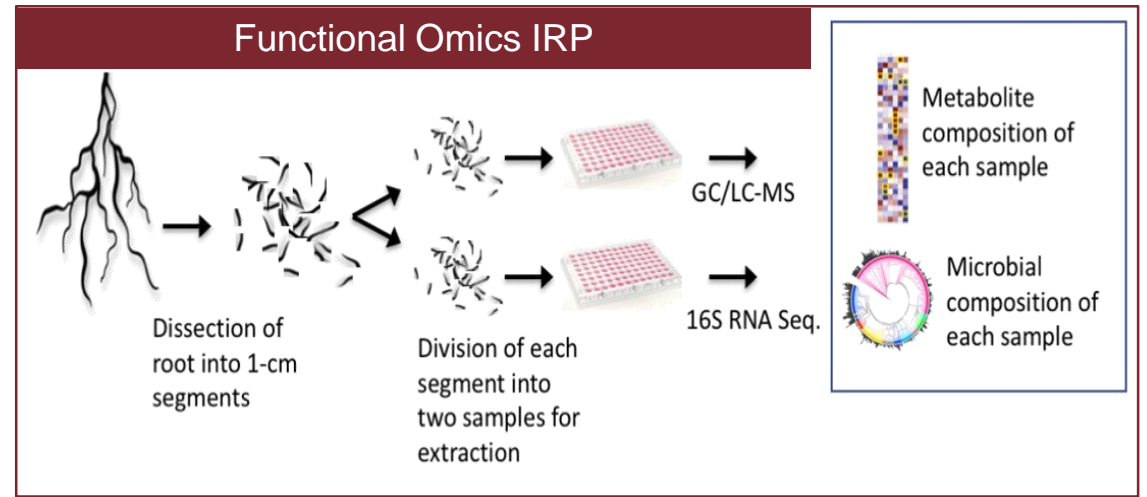 Functional Omics IRP
Dissection of
root into 1-cm
segments
Division of each
segment into
two samples for
extraction
GC/LC-MS
16S RNA Seq.
Metabolite
composition of
each sample
Microbial
composition of
each sample